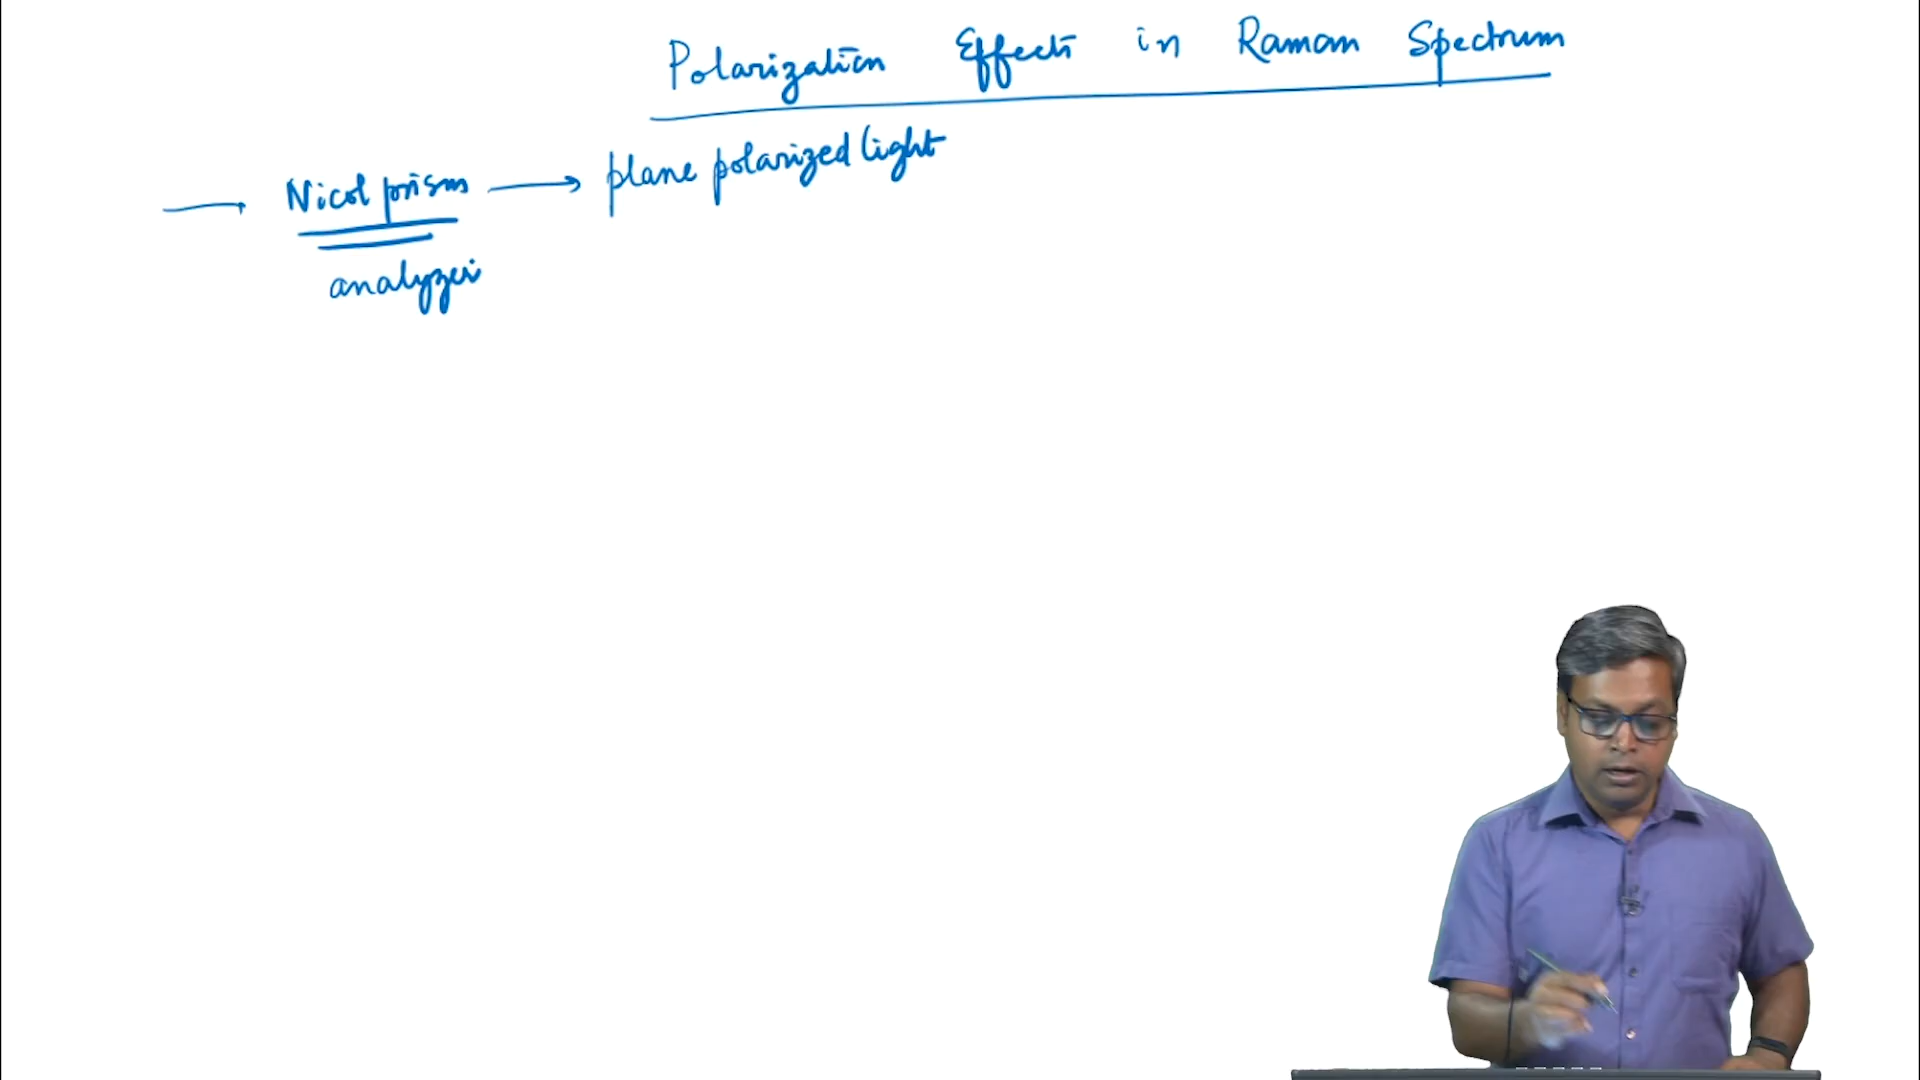 Polarization Effects in Raman Spectrum
Nicol prism → plane polarized light
analyzer